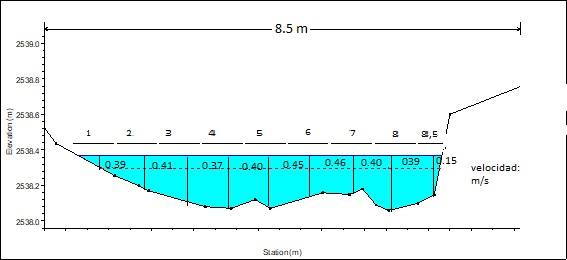 8.5 m
2539.0
2538.8
2538.6
2538.4
2538.2
2538.0
Elevation (m)
1 2 3 4 5 6 7 8 8,5
0.39 0.41 0.37 0.40 0.45 0.46 0.40 039 0.15
velocidad:
m/s
Station (m)